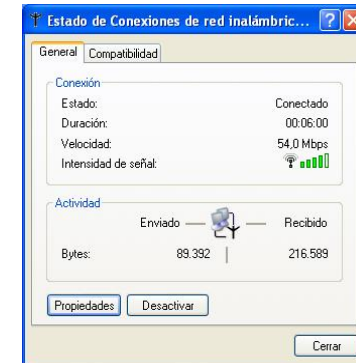 Estado de Conexiones de red inalámbric...
General Compatibilidad
Conexión
Estado: Conectado
Duración: 00:06:00
Velocidad: 54,0 Mbps
Intensidad de señal:
Actividad
Enviado Recibido
Bytes: 89.392 216.589
Propiedades Desactivar
Cerrar